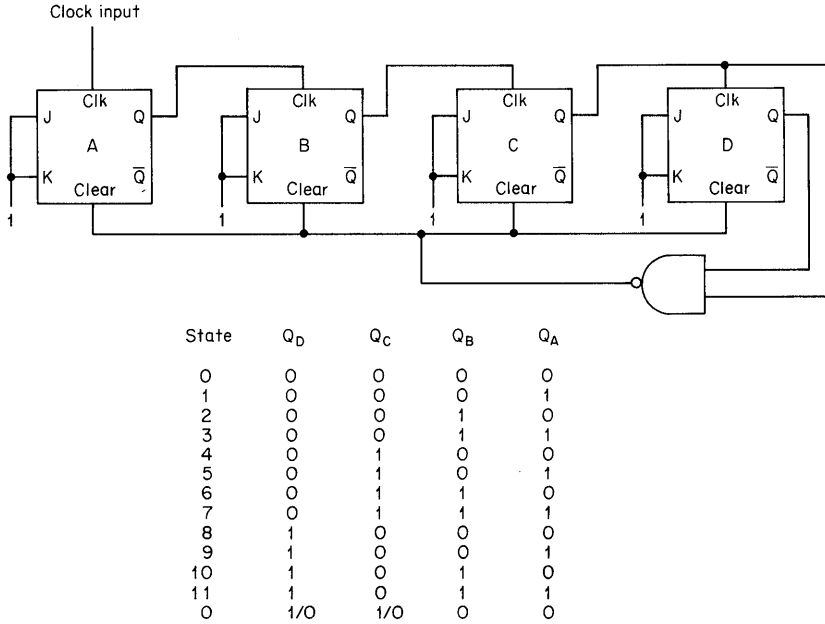 Clock input
Clk Clk Clk Clk
J Q J Q J Q J Q
A B C D
K Q̅ K Q̅ K Q̅ K Q̅
Clear Clear Clear Clear
1 1 1 1
State Q_D Q_C Q_B Q_A
0 0 0 0 0
1 0 0 0 1
2 0 0 1 0
3 0 0 1 1
4 0 1 0 0
5 0 1 0 1
6 0 1 1 0
7 0 1 1 1
8 1 0 0 0
9 1 0 0 1
10 1 0 1 0
11 1 0 1 1
0 1/0 1/0 0 0